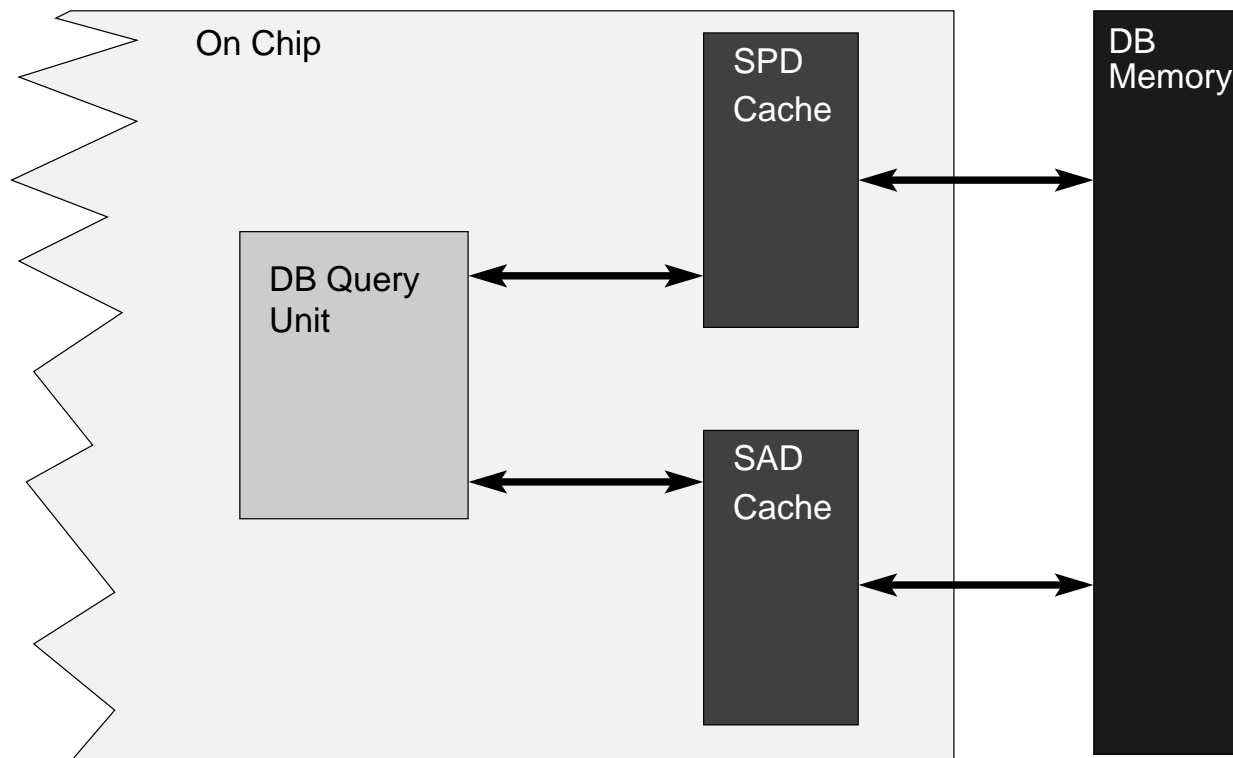 On Chip
SPD
Cache
DB
Memory
DB Query
Unit
SAD
Cache